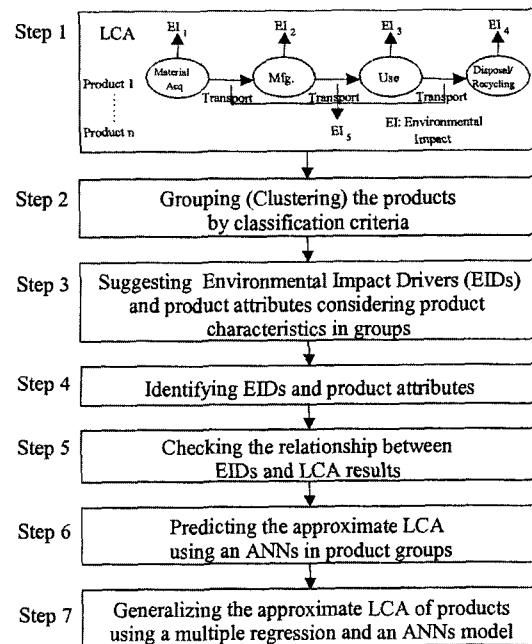 Step 1
LCA
EI1
EI2
EI3
EI4
Material
Acq
Mfg.
Use
Disposal/
Recycling
Product 1
Transport
Transport
Transport
Product n
EI5
EI: Environmental
Impact
Step 2
Grouping (Clustering) the products
by classification criteria
Step 3
Suggesting Environmental Impact Drivers (EIDs)
and product attributes considering product
characteristics in groups
Step 4
Identifying EIDs and product attributes
Step 5
Checking the relationship between
EIDs and LCA results
Step 6
Predicting the approximate LCA
using an ANNs in product groups
Step 7
Generalizing the approximate LCA of products
using a multiple regression and an ANNs model